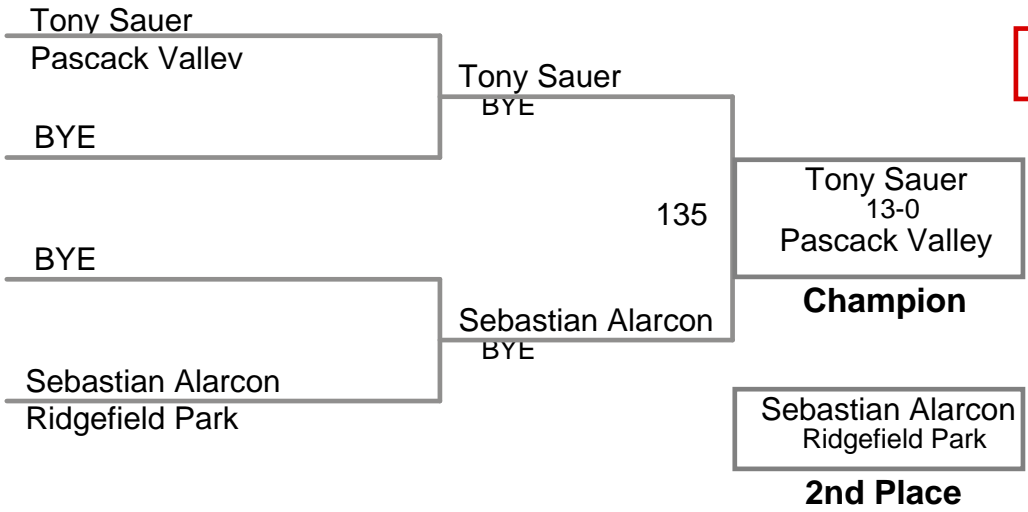 Tony Sauer
Pascack Valley
BYE
Tony Sauer
BYE
BYE
Sebastian Alarcon
Ridgefield Park
Sebastian Alarcon
BYE
135
Tony Sauer
13-0
Pascack Valley
Champion
Sebastian Alarcon
Ridgefield Park
2nd Place